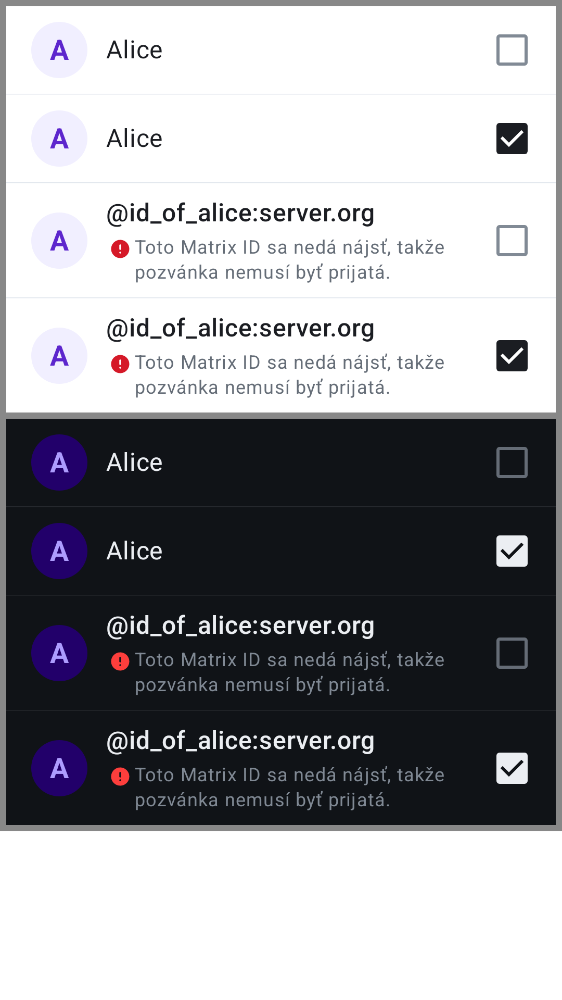 A Alice
A Alice
@id_of_alice:server.org
A Toto Matrix ID sa nedá nájsť, takže
pozvánka nemusí byť prijatá.
@id_of_alice:server.org
A Toto Matrix ID sa nedá nájsť, takže
pozvánka nemusí byť prijatá.
A Alice
A Alice
@id_of_alice:server.org
A Toto Matrix ID sa nedá nájsť, takže
pozvánka nemusí byť prijatá.
@id_of_alice:server.org
A Toto Matrix ID sa nedá nájsť, takže
pozvánka nemusí byť prijatá.